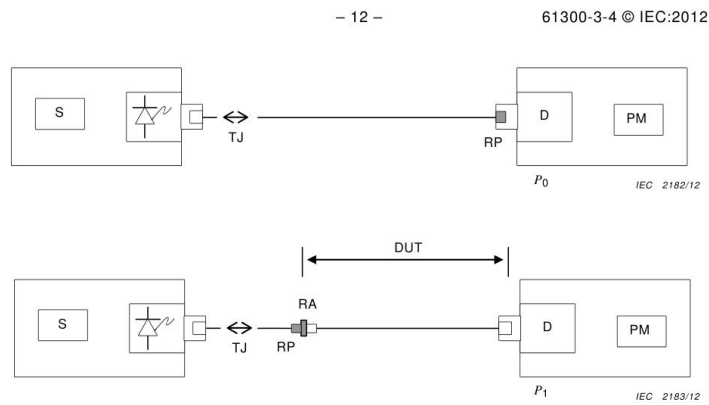 – 12 –
61300-3-4 © IEC:2012
S
TJ
RP
D
PM
P0
IEC 2182/12
DUT
RA
S
TJ
RP
D
PM
P1
IEC 2183/12